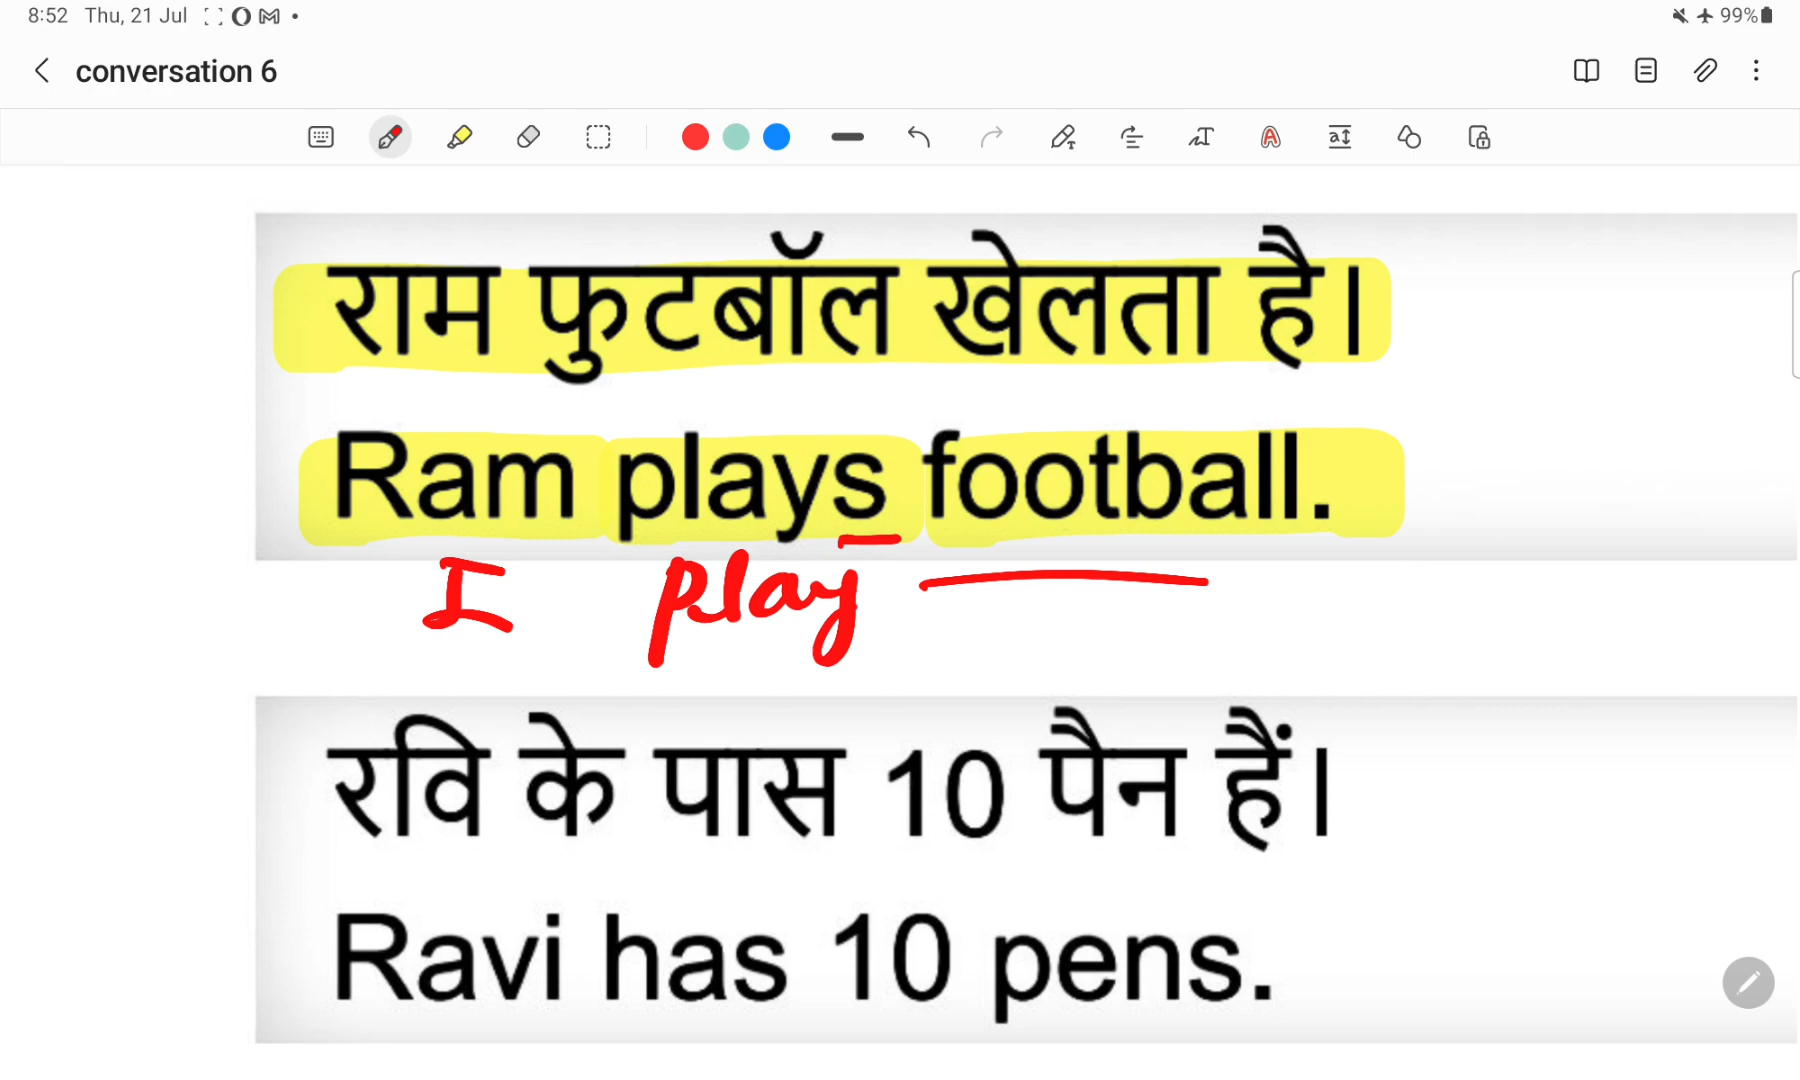 8:52 Thu, 21 Jul 99%
conversation 6
राम फुटबॉल खेलता है।
Ram plays football.
I play
रवि के पास 10 पैन हैं।
Ravi has 10 pens.